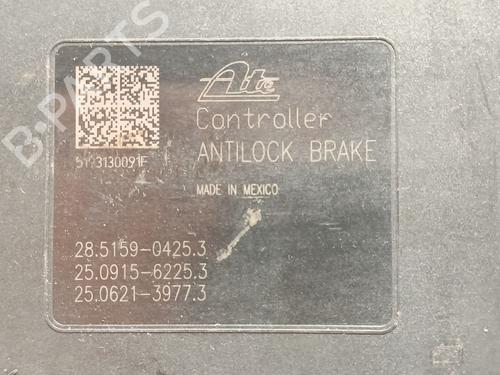 B-PARTS
Ate
Controller
ANTILOCK BRAKE
MADE IN MEXICO
28.5159-0425.3
25.0915-6225.3
25.0621-3977.3